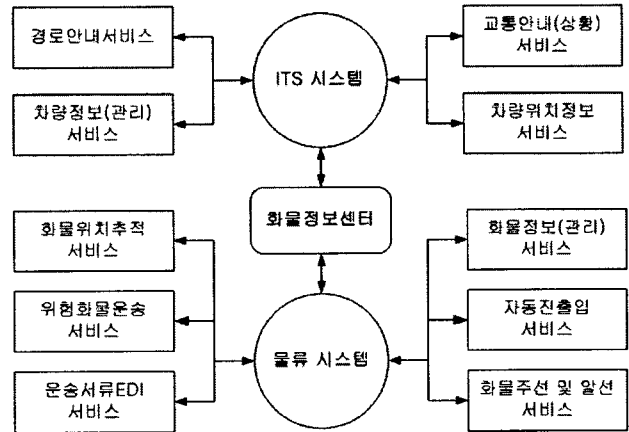 경로안내서비스
차량정보(관리)
서비스
ITS 시스템
교통안내(상황)
서비스
차량위치정보
서비스
화물정보센터
화물위치추적
서비스
위험화물운송
서비스
운송서류EDI
서비스
물류 시스템
화물정보(관리)
서비스
자동진출입
서비스
화물주선 및 알선
서비스